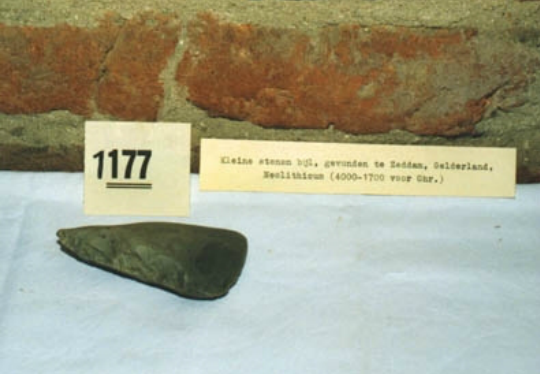 1177
Kleine stenen bijl, gevonden te Zeddam, Gelderland,
Neolithicum (4000-1700 voor Chr.)